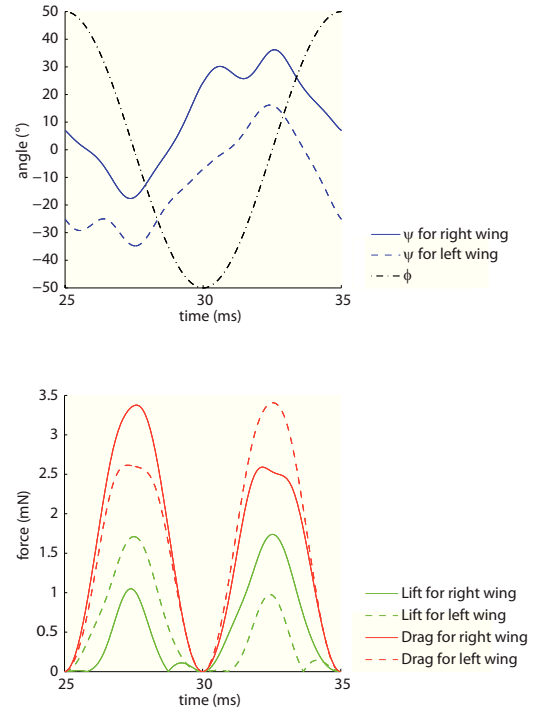 50
40
30
20
10
0
−10
−20
−30
−40
−50
angle (°)
25
30
35
time (ms)
ψ for right wing
ψ for left wing
ϕ
3.5
3
2.5
2
1.5
1
0.5
0
force (mN)
25
30
35
time (ms)
Lift for right wing
Lift for left wing
Drag for right wing
Drag for left wing